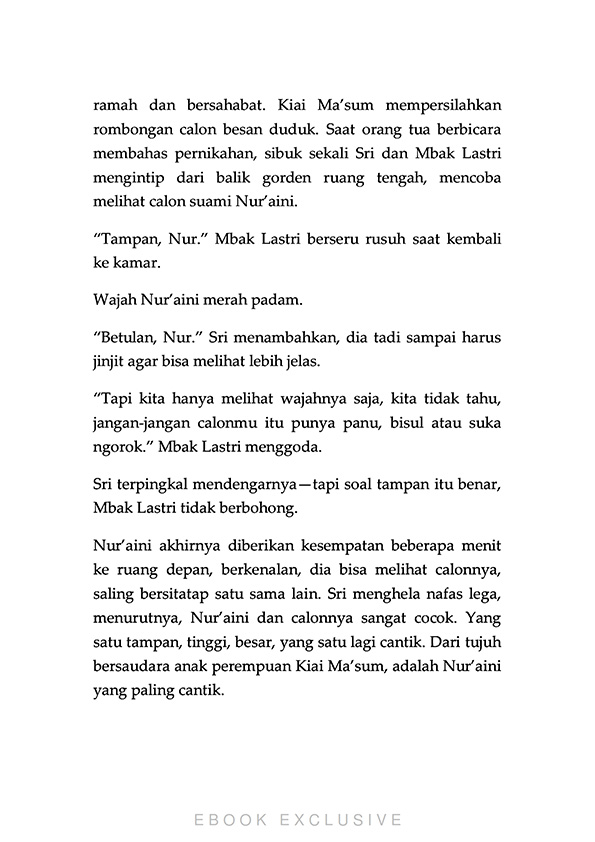 ramah dan bersahabat. Kiai Ma’sum mempersilahkan
rombongan calon besan duduk. Saat orang tua berbicara
membahas pernikahan, sibuk sekali Sri dan Mbak Lastri
mengintip dari balik gorden ruang tengah, mencoba
melihat calon suami Nur’aini.
“Tampan, Nur.” Mbak Lastri berseru rusuh saat kembali
ke kamar.
Wajah Nur’aini merah padam.
“Betulan, Nur.” Sri menambahkan, dia tadi sampai harus
jinjit agar bisa melihat lebih jelas.
“Tapi kita hanya melihat wajahnya saja, kita tidak tahu,
jangan-jangan calonmu itu punya panu, bisul atau suka
ngorok.” Mbak Lastri menggoda.
Sri terpingkal mendengarnya—tapi soal tampan itu benar,
Mbak Lastri tidak berbohong.
Nur’aini akhirnya diberikan kesempatan beberapa menit
ke ruang depan, berkenalan, dia bisa melihat calonnya,
saling bersitatap satu sama lain. Sri menghela nafas lega,
menurutnya, Nur’aini dan calonnya sangat cocok. Yang
satu tampan, tinggi, besar, yang satu lagi cantik. Dari tujuh
bersaudara anak perempuan Kiai Ma’sum, adalah Nur’aini
yang paling cantik.
EBOOK EXCLUSIVE